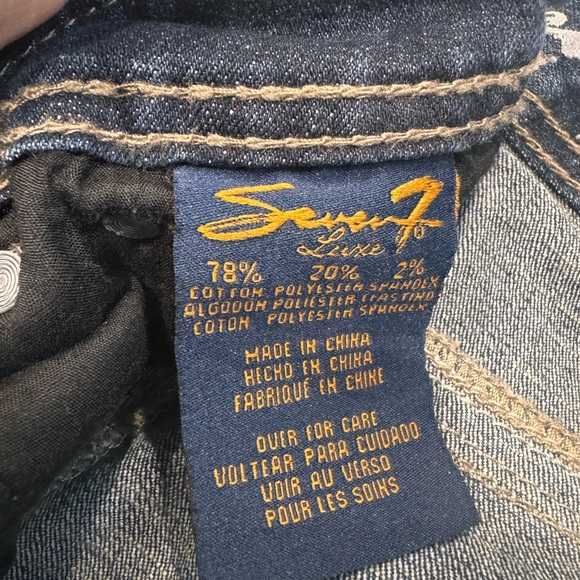 Seven7
Luxe
78% 20% 2%
COTTON POLYESTER SPANDEX
ALGODON POLIESTER ELASTINO
COTON POLYESTER SPANDEX
MADE IN CHINA
HECHO EN CHINA
FABRIQUÉ EN CHINE
OVER FOR CARE
VOLTEAR PARA CUIDADO
VOIR AU VERSO
POUR LES SOINS